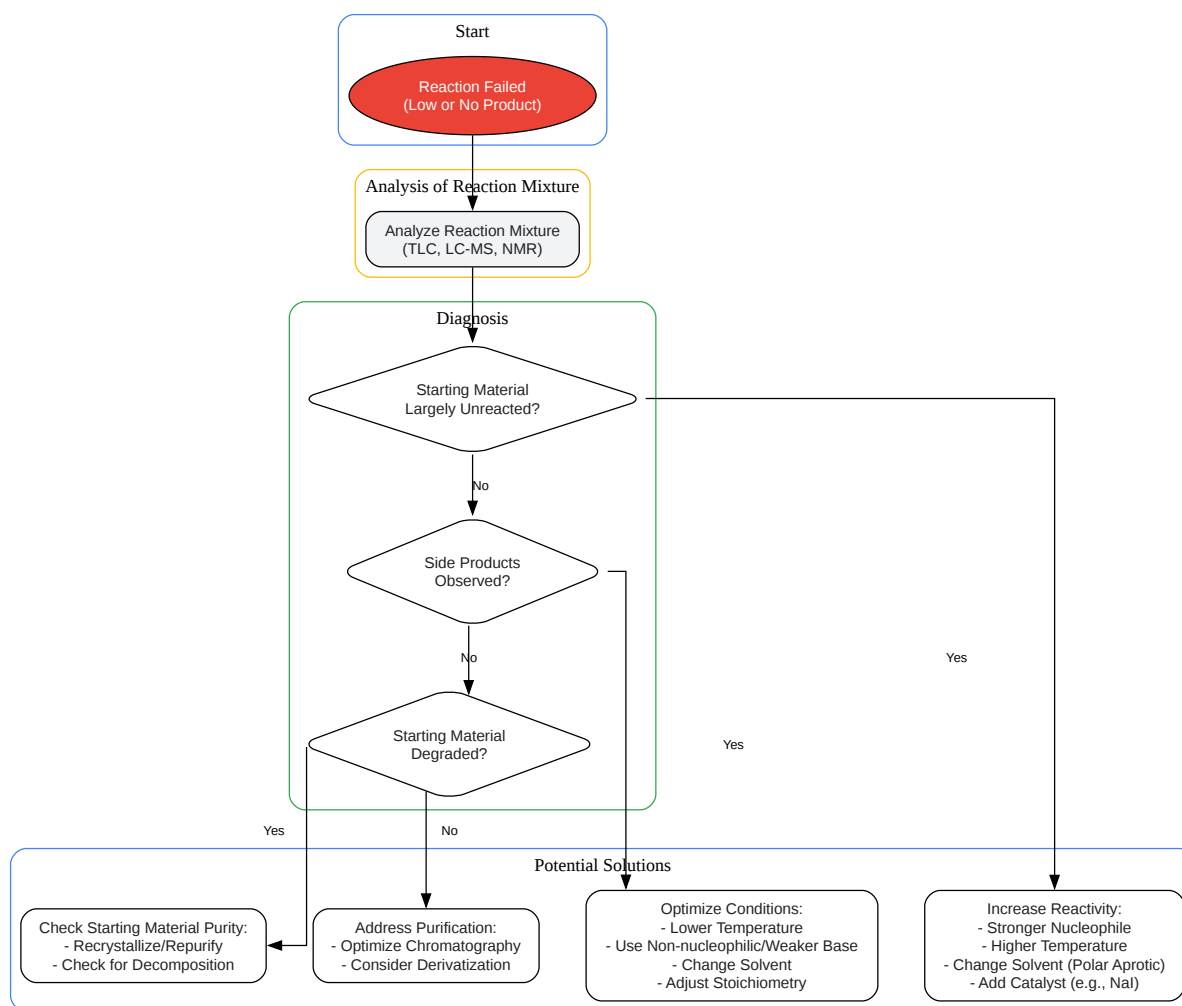 Start
Reaction Failed
(Low or No Product)
Analysis of Reaction Mixture
Analyze Reaction Mixture
(TLC, LC-MS, NMR)
Diagnosis
Starting Material
Largely Unreacted?
No
Side Products
Observed?
No
Yes
Starting Material
Degraded?
Yes
Yes
No
Potential Solutions
Check Starting Material Purity:
- Recrystallize/Repurify
- Check for Decomposition
Address Purification:
- Optimize Chromatography
- Consider Derivatization
Optimize Conditions:
- Lower Temperature
- Use Non-nucleophilic/Weaker Base
- Change Solvent
- Adjust Stoichiometry
Increase Reactivity:
- Stronger Nucleophile
- Higher Temperature
- Change Solvent (Polar Aprotic)
- Add Catalyst (e.g., NaI)